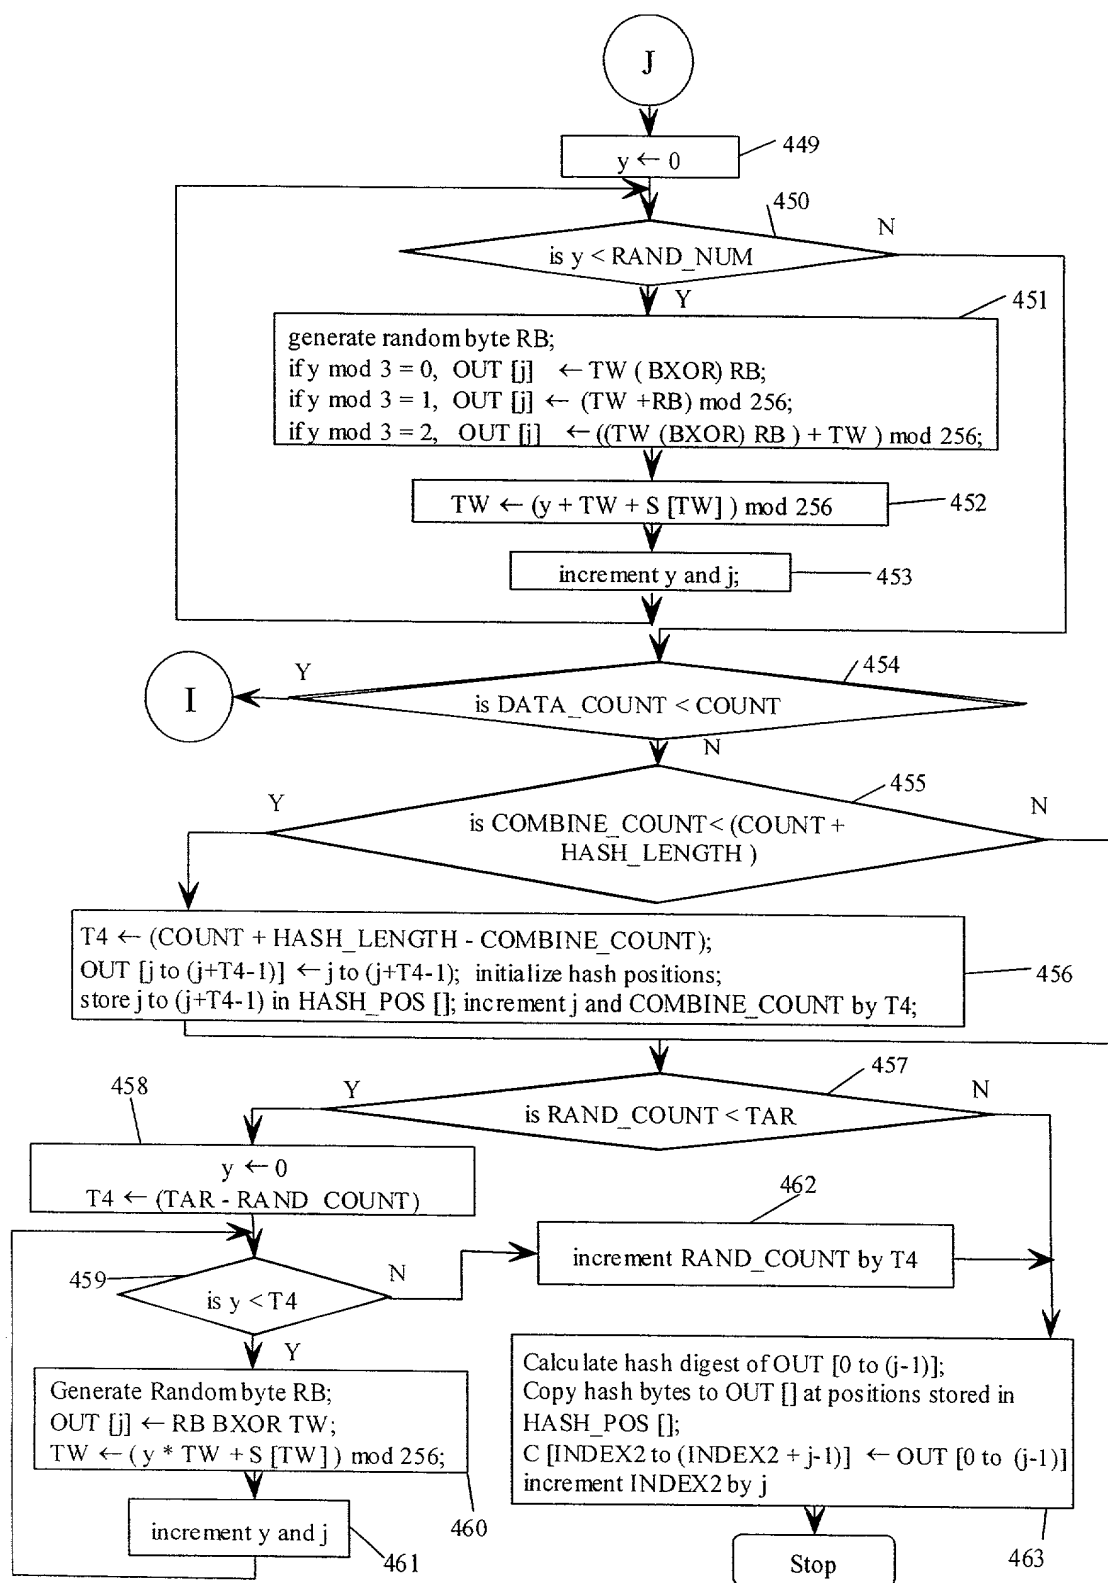 J
449
y ← 0
450
N
is y < RAND_NUM
Y
451
generate random byte RB;
if y mod 3 = 0, OUT [j] ← TW ( BXOR) RB;
if y mod 3 = 1, OUT [j] ← (TW +RB) mod 256;
if y mod 3 = 2, OUT [j] ← ((TW (BXOR) RB ) + TW ) mod 256;
TW ← (y + TW + S [TW] ) mod 256
452
increment y and j;
453
454
Y
I
is DATA_COUNT < COUNT
N
455
Y
N
is COMBINE_COUNT< (COUNT +
HASH_LENGTH )
T4 ← (COUNT + HASH_LENGTH - COMBINE_COUNT);
OUT [j to (j+T4-1)] ← j to (j+T4-1); initialize hash positions;
store j to (j+T4-1) in HASH_POS []; increment j and COMBINE_COUNT by T4;
456
457
458
Y
N
is RAND_COUNT < TAR
y ← 0
T4 ← (TAR - RAND_COUNT)
462
increment RAND_COUNT by T4
459
N
is y < T4
Y
Generate Random byte RB;
OUT [j] ← RB BXOR TW;
TW ← ( y * TW + S [TW] ) mod 256;
460
increment y and j
461
Calculate hash digest of OUT [0 to (j-1)];
Copy hash bytes to OUT [] at positions stored in
HASH_POS [];
C [INDEX2 to (INDEX2 + j-1)] ← OUT [0 to (j-1)]
increment INDEX2 by j
463
Stop